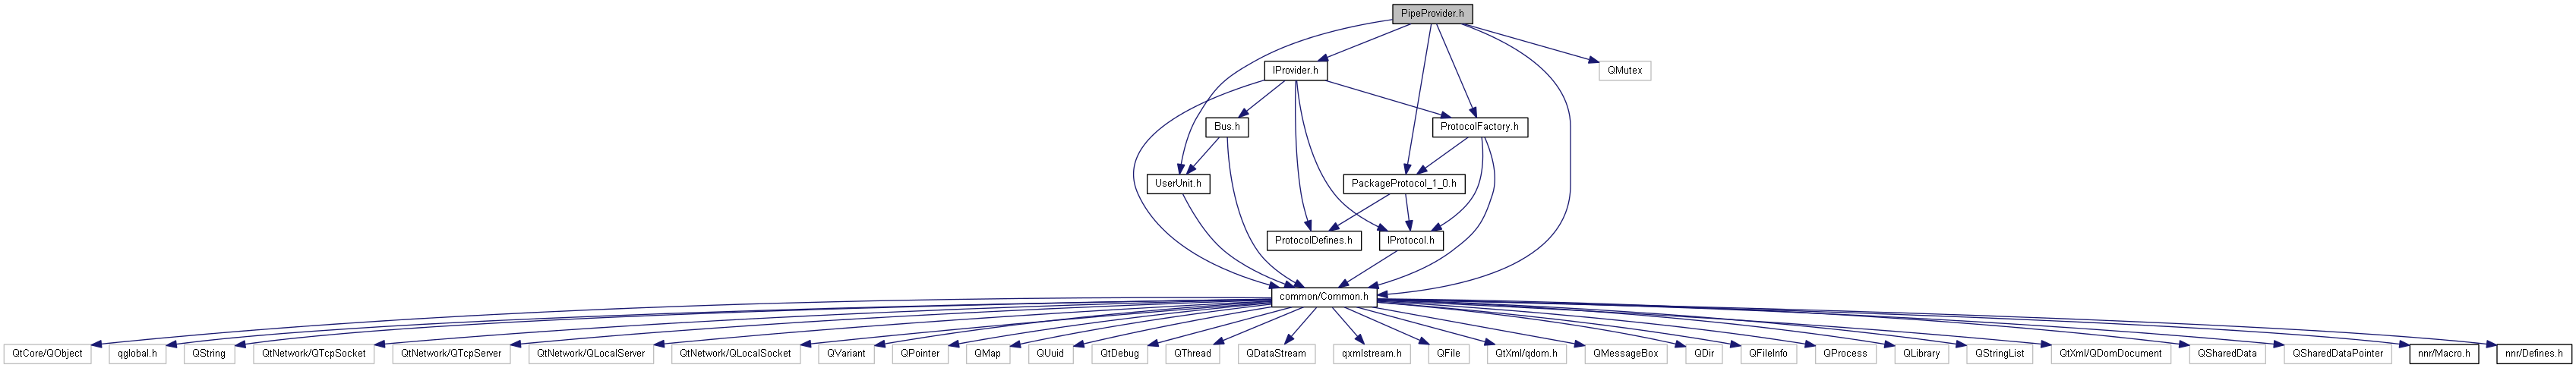 PipeProvider.h
IProvider.h
QMutex
Bus.h
ProtocolFactory.h
UserUnit.h
PackageProtocol_1_0.h
ProtocolDefines.h
IProtocol.h
common/Common.h
QtCore/QObject
qglobal.h
QString
QtNetwork/QTcpSocket
QtNetwork/QTcpServer
QtNetwork/QLocalServer
QtNetwork/QLocalSocket
QVariant
QPointer
QMap
QUuid
QtDebug
QThread
QDataStream
qxmlstream.h
QFile
QtXml/qdom.h
QMessageBox
QDir
QFileInfo
QProcess
QLibrary
QStringList
QtXml/QDomDocument
QSharedData
QSharedDataPointer
nnr/Macro.h
nnr/Defines.h